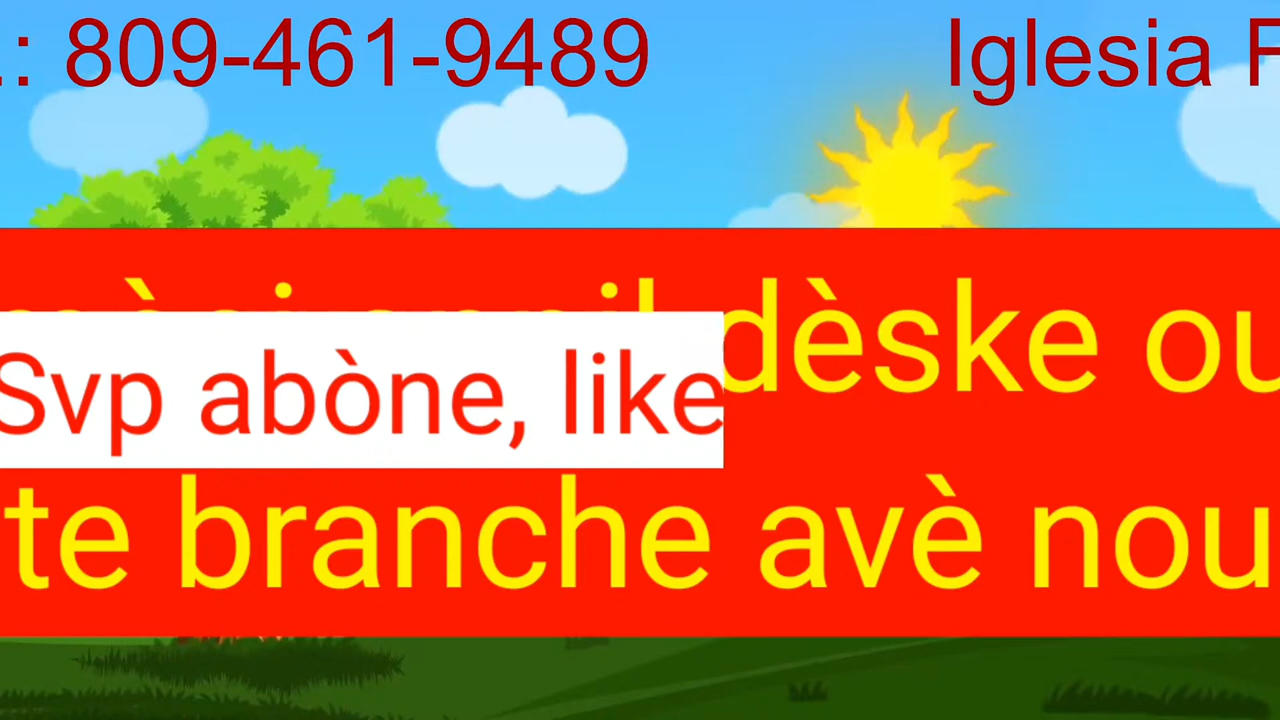 .: 809-461-9489 Iglesia F
dèske ou
Svp abòne, like
te branche avè nou